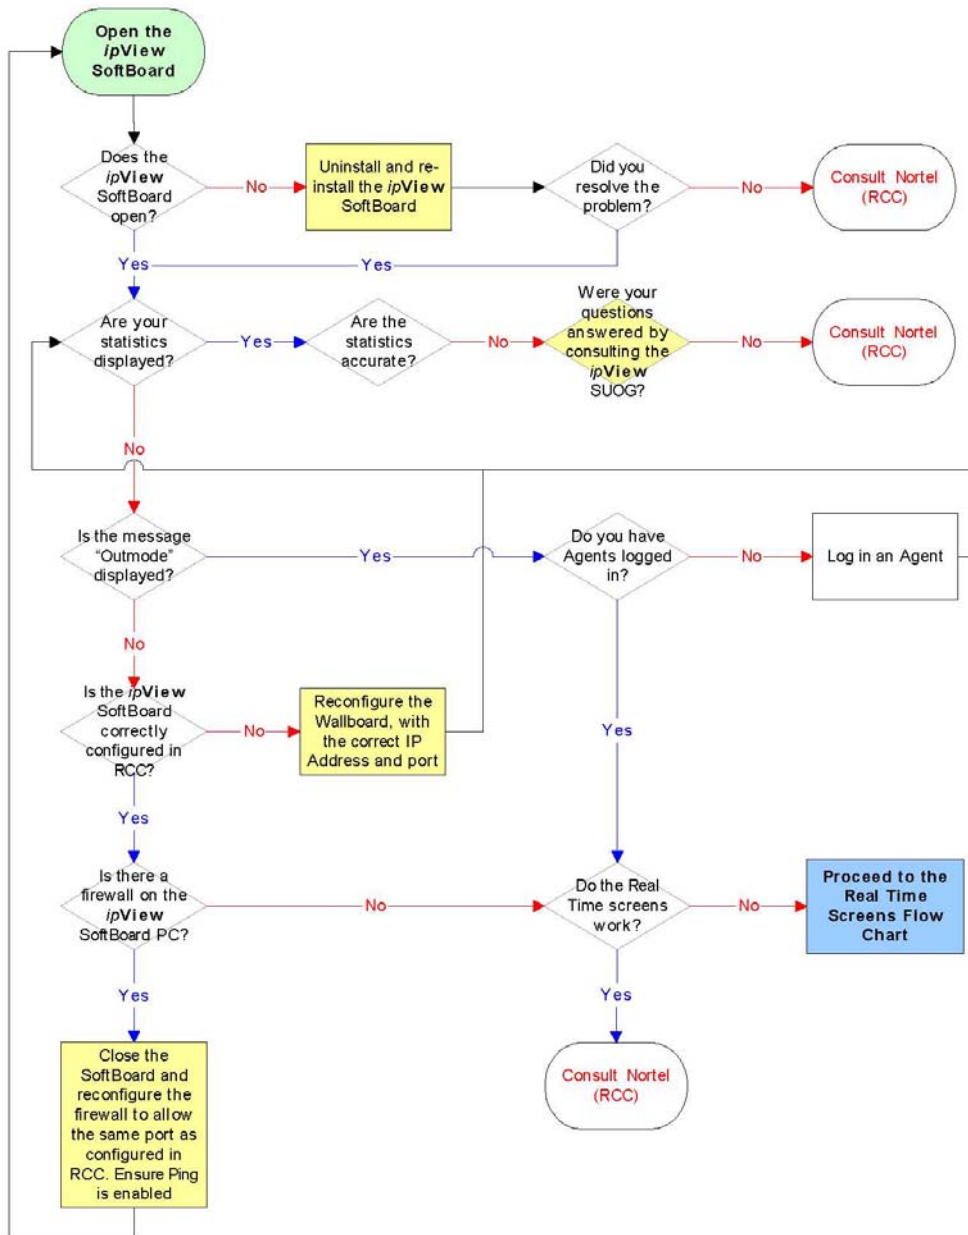 Open the
ipView
SoftBoard
Does the
ipView
SoftBoard
open?
No
Uninstall and re-
install the ipView
SoftBoard
Did you
resolve the
problem?
No
Consult Nortel
(RCC)
Yes
Yes
Are your
statistics
displayed?
Yes
Are the
statistics
accurate?
No
Were your
questions
answered by
consulting the
ipView
SUOG?
No
Consult Nortel
(RCC)
No
Is the message
“Outmode”
displayed?
Yes
Do you have
Agents logged
in?
No
Log in an Agent
No
Is the ipView
SoftBoard
correctly
configured in
RCC?
No
Reconfigure the
Wallboard, with
the correct IP
Address and port
Yes
Yes
Is there a
firewall on the
ipView
SoftBoard PC?
No
Do the Real
Time screens
work?
No
Proceed to the
Real Time
Screens Flow
Chart
Yes
Yes
Close the
SoftBoard and
reconfigure the
firewall to allow
the same port as
configured in
RCC. Ensure Ping
is enabled
Consult Nortel
(RCC)